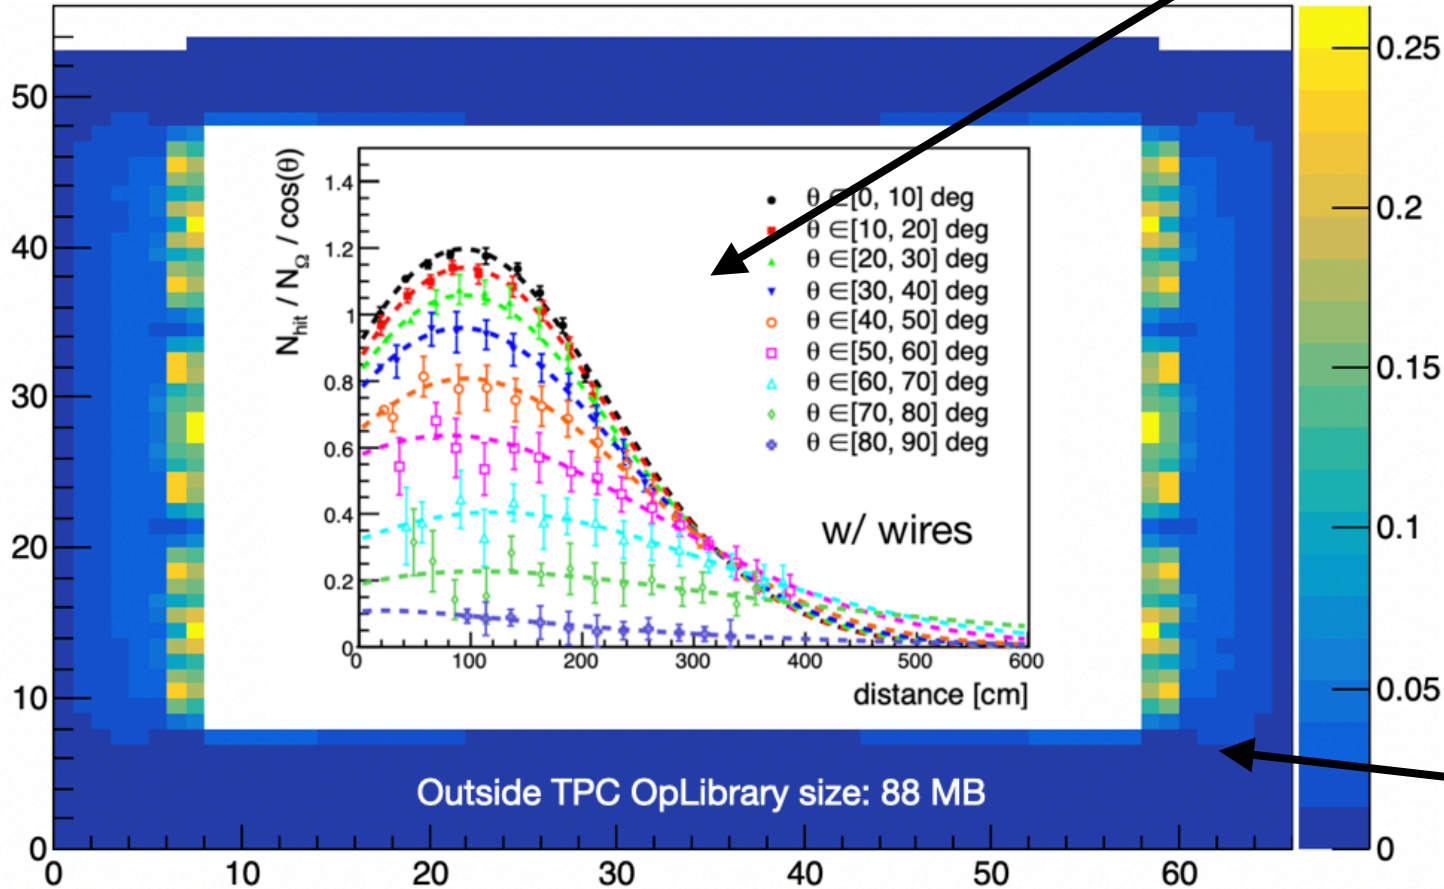 50
40
30
20
10
0
0 10 20 30 40 50 60
0.25
0.2
0.15
0.1
0.05
0
N_hit / N_Ω / cos(θ)
1.4
1.2
1
0.8
0.6
0.4
0.2
0
0 100 200 300 400 500 600
distance [cm]
θ ∈[0, 10] deg
θ ∈[10, 20] deg
θ ∈[20, 30] deg
θ ∈[30, 40] deg
θ ∈[40, 50] deg
θ ∈[50, 60] deg
θ ∈[60, 70] deg
θ ∈[70, 80] deg
θ ∈[80, 90] deg
w/ wires
Outside TPC OpLibrary size: 88 MB